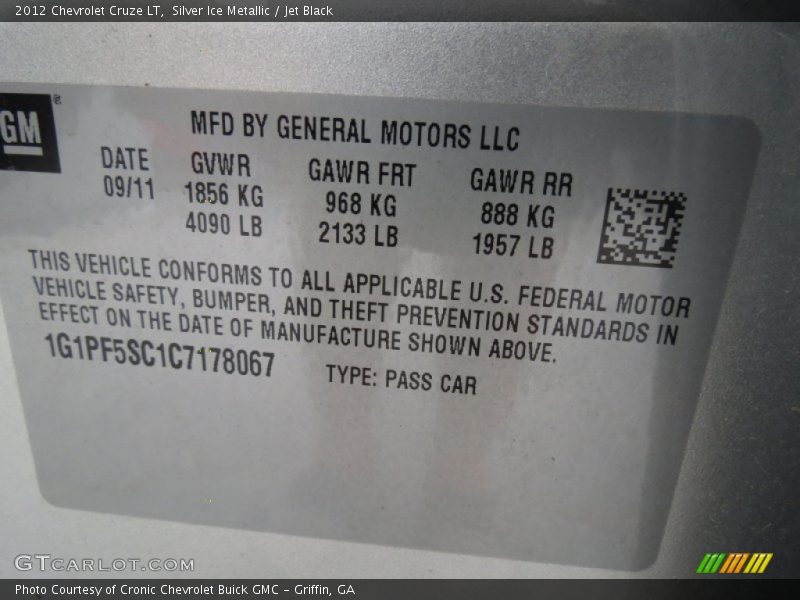 2012 Chevrolet Cruze LT, Silver Ice Metallic / Jet Black
GM®
MFD BY GENERAL MOTORS LLC
DATE GVWR GAWR FRT GAWR RR
09/11 1856 KG 968 KG 888 KG
4090 LB 2133 LB 1957 LB
THIS VEHICLE CONFORMS TO ALL APPLICABLE U.S. FEDERAL MOTOR
VEHICLE SAFETY, BUMPER, AND THEFT PREVENTION STANDARDS IN
EFFECT ON THE DATE OF MANUFACTURE SHOWN ABOVE.
1G1PF5SC1C7178067 TYPE: PASS CAR
GTCARLOT.COM
Photo Courtesy of Cronic Chevrolet Buick GMC – Griffin, GA